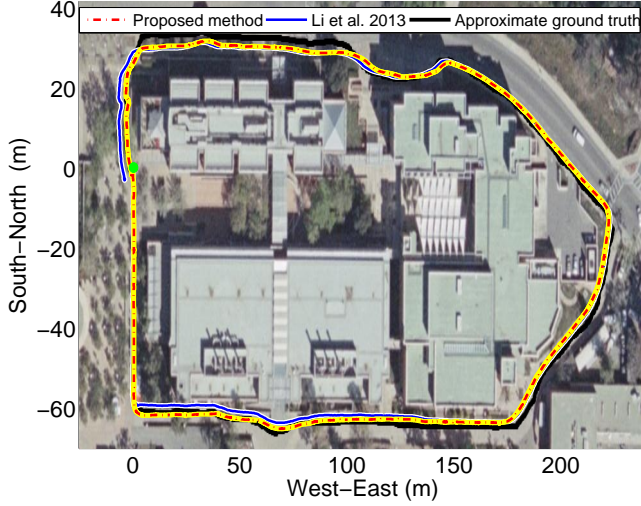 Proposed method Li et al. 2013 Approximate ground truth
40
20
0
−20
−40
−60
South−North (m)
0 50 100 150 200
West−East (m)